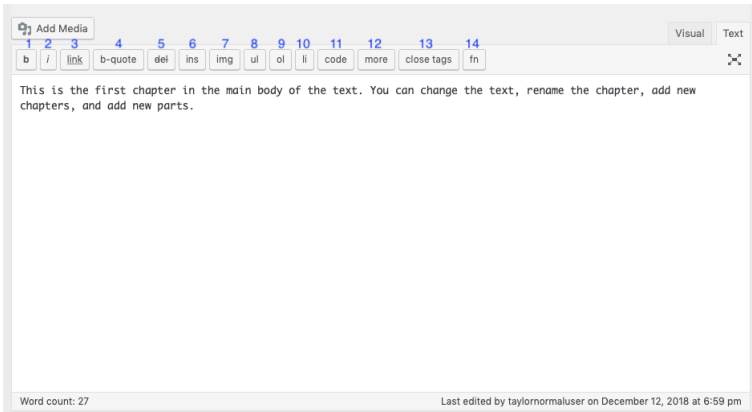 Add Media
Visual Text
1 2 3 4 5 6 7 8 9 10 11 12 13 14
b i link b-quote del ins img ul ol li code more close tags fn
This is the first chapter in the main body of the text. You can change the text, rename the chapter, add new
chapters, and add new parts.
Word count: 27 Last edited by taylornormaluser on December 12, 2018 at 6:59 pm